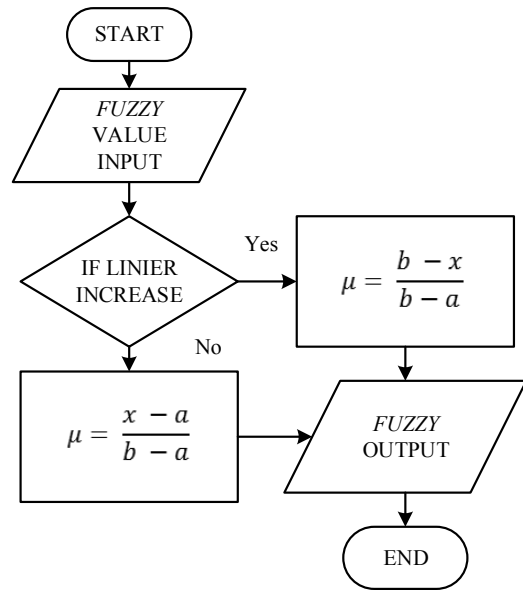 START
FUZZY
VALUE
INPUT
IF LINIER
INCREASE
Yes
μ = (b - x)/(b - a)
No
μ = (x - a)/(b - a)
FUZZY
OUTPUT
END